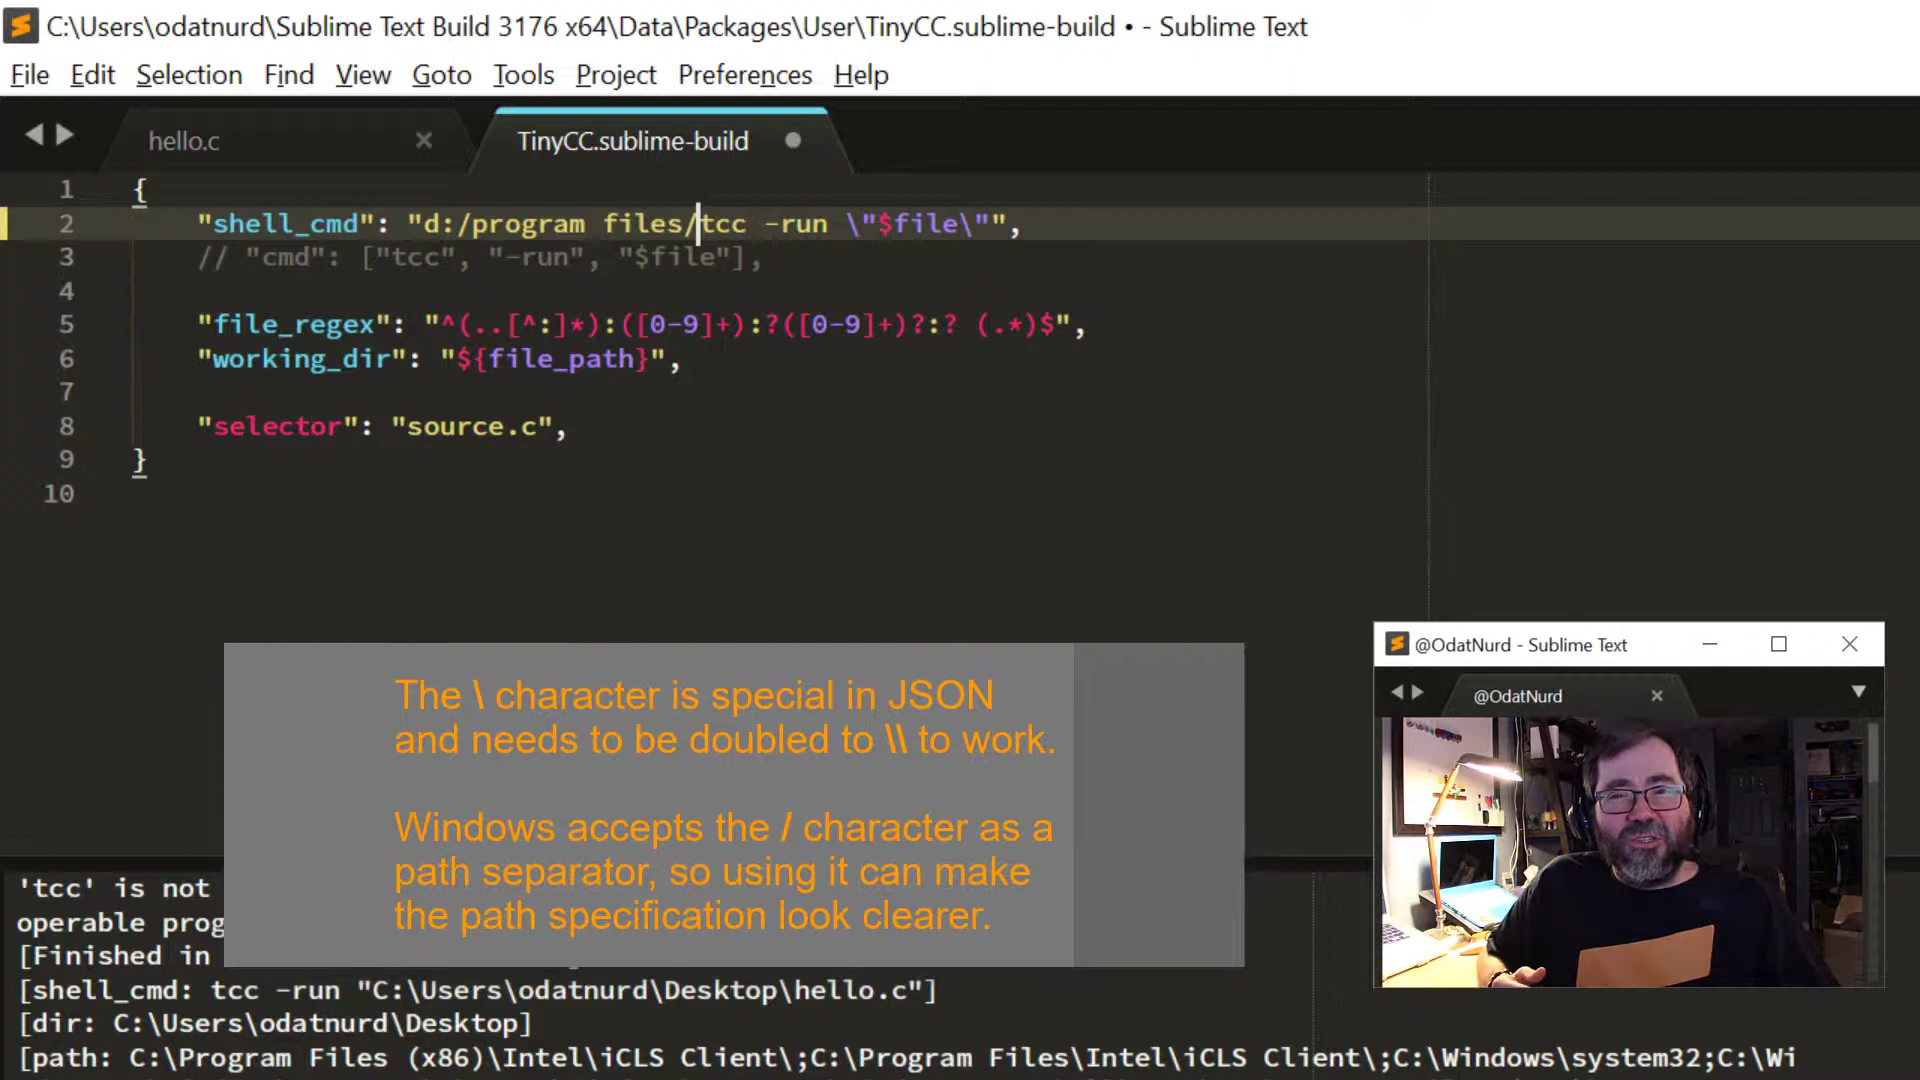 C:\Users\odatnurd\Sublime Text Build 3176 x64\Data\Packages\User\TinyCC.sublime-build • - Sublime Text
File Edit Selection Find View Goto Tools Project Preferences Help
hello.c
TinyCC.sublime-build
1 {
2 "shell_cmd": "d:/program files/tcc -run \"$file\"",
3 // "cmd": ["tcc", "-run", "$file"],
4
5 "file_regex": "^(..[^:]*):([0-9]+):?([0-9]+)?:? (.*)$",
6 "working_dir": "${file_path}",
7
8 "selector": "source.c",
9 }
10
The \ character is special in JSON
and needs to be doubled to \\ to work.
Windows accepts the / character as a
path separator, so using it can make
the path specification look clearer.
@OdatNurd - Sublime Text
@OdatNurd
'tcc' is not
operable prog
[Finished in
[shell_cmd: tcc -run "C:\Users\odatnurd\Desktop\hello.c"]
[dir: C:\Users\odatnurd\Desktop]
[path: C:\Program Files (x86)\Intel\iCLS Client\;C:\Program Files\Intel\iCLS Client\;C:\Windows\system32;C:\Wi